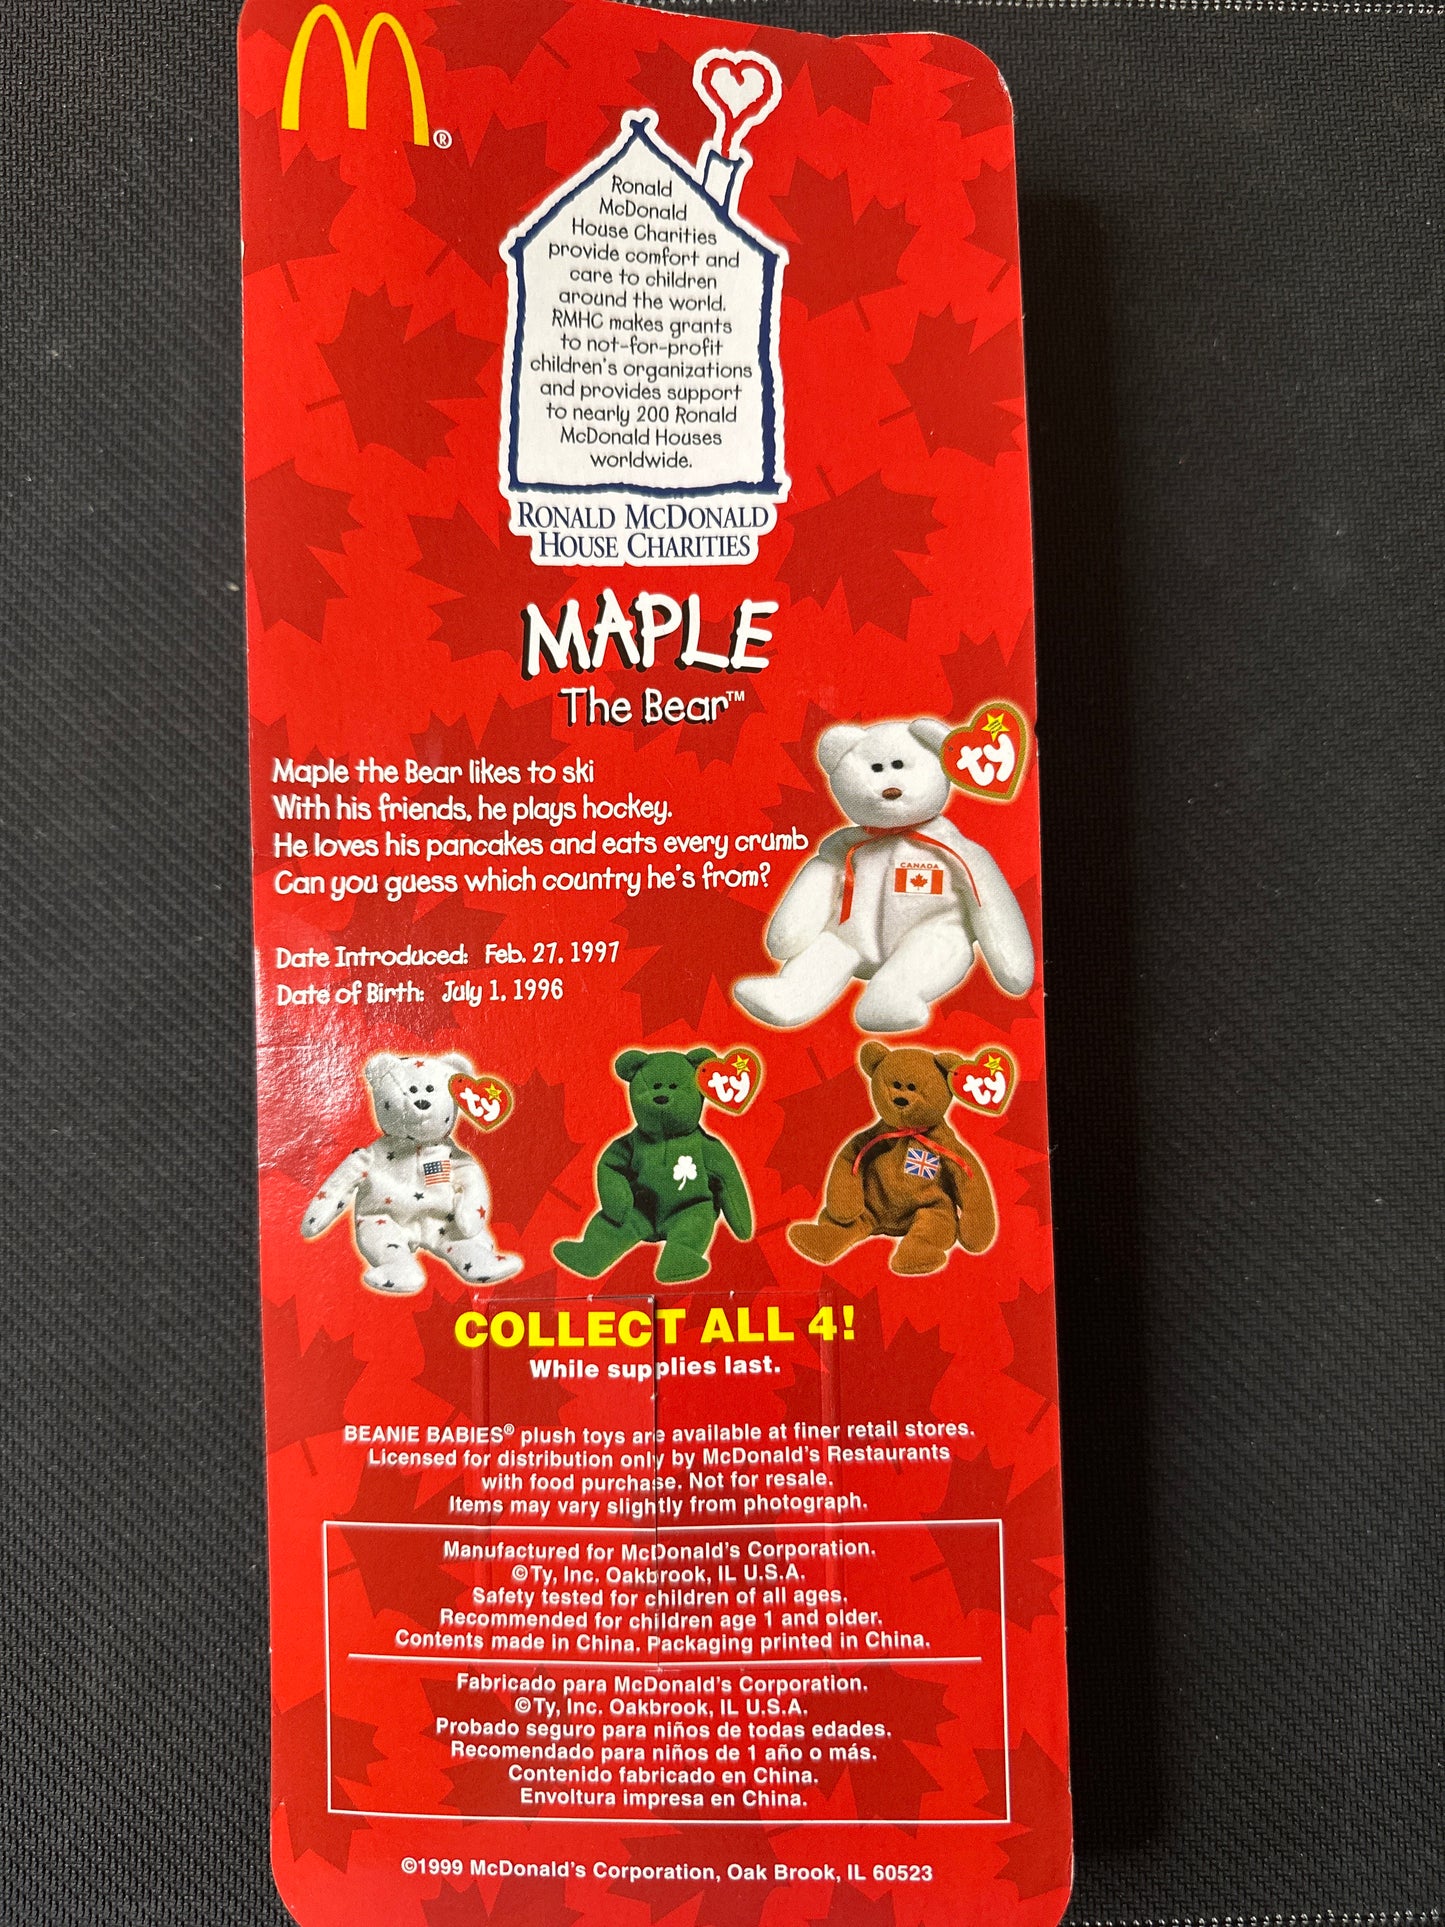 M®
Ronald
McDonald
House Charities
provide comfort and
care to children
around the world.
RMHC makes grants
to not-for-profit
children's organizations
and provides support
to nearly 200 Ronald
McDonald Houses
worldwide.
RONALD MCDONALD
HOUSE CHARITIES
MAPLE
The Bear™
Maple the Bear likes to ski
With his friends, he plays hockey.
He loves his pancakes and eats every crumb
Can you guess which country he's from?
Date Introduced: Feb. 27, 1997
Date of Birth: July 1, 1996
ty
CANADA
ty
ty
ty
COLLECT ALL 4!
While supplies last.
BEANIE BABIES® plush toys are available at finer retail stores.
Licensed for distribution only by McDonald's Restaurants
with food purchase. Not for resale.
Items may vary slightly from photograph.
Manufactured for McDonald's Corporation.
©Ty, Inc. Oakbrook, IL U.S.A.
Safety tested for children of all ages.
Recommended for children age 1 and older.
Contents made in China. Packaging printed in China.
Fabricado para McDonald's Corporation.
©Ty, Inc. Oakbrook, IL U.S.A.
Probado seguro para niños de todas edades.
Recomendado para niños de 1 año o más.
Contenido fabricado en China.
Envoltura impresa en China.
©1999 McDonald's Corporation, Oak Brook, IL 60523